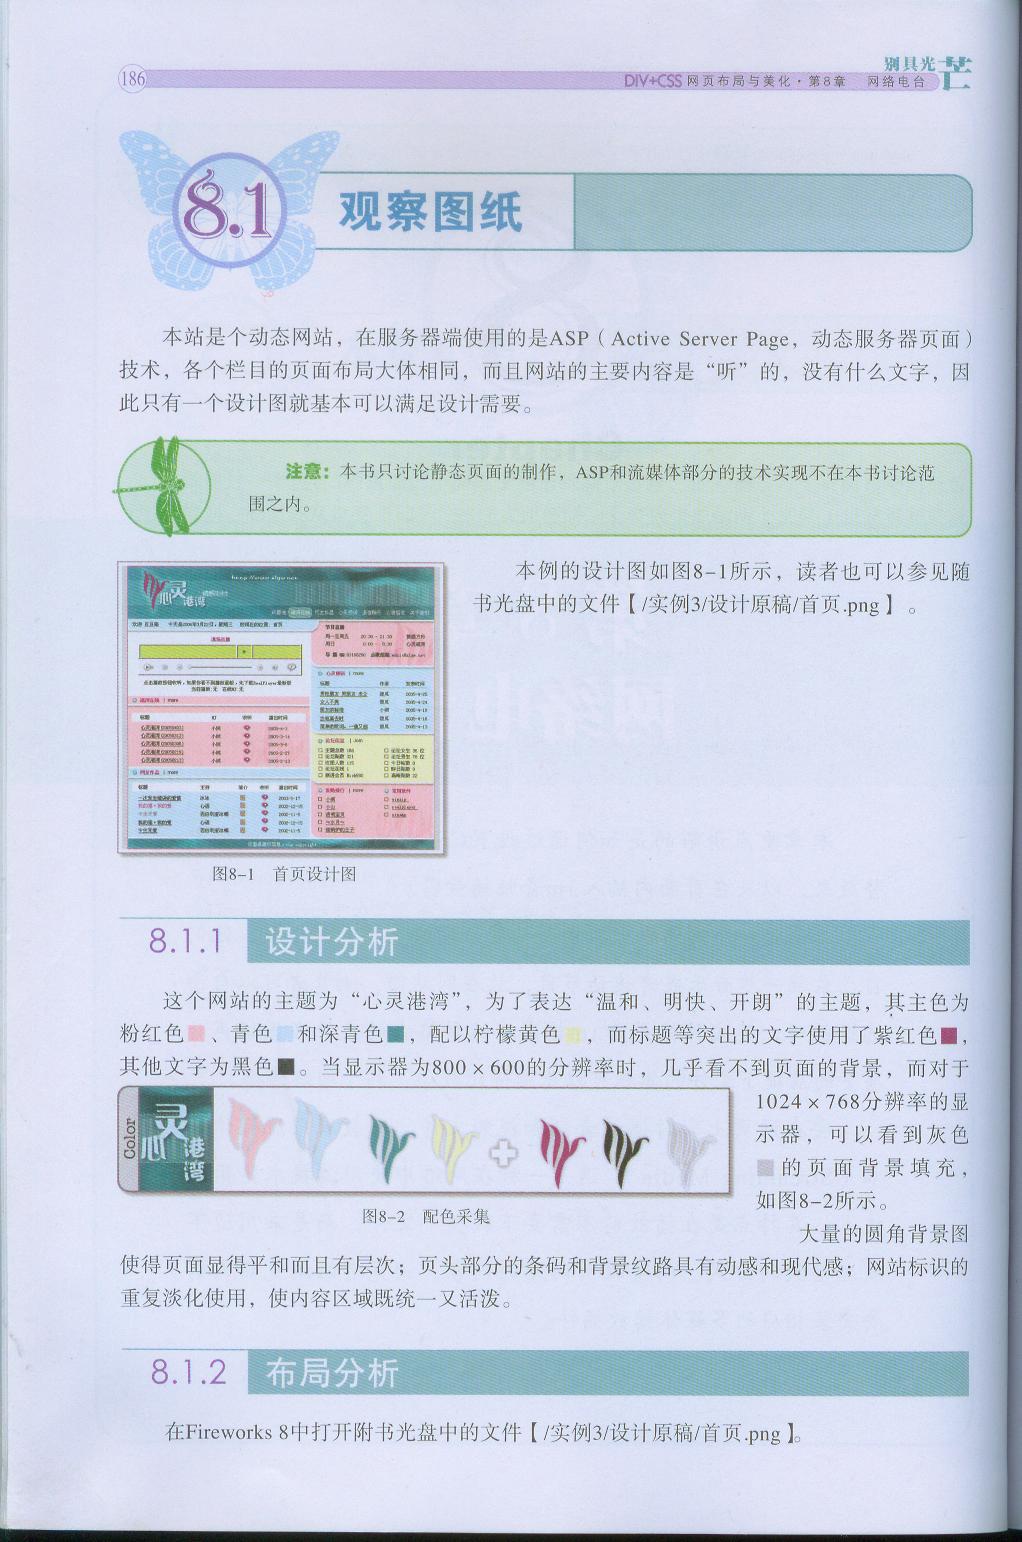 186
别具光芒
DIV+CSS 网页布局与美化·第8章 网络电台
8.1 观察图纸
本站是个动态网站，在服务器端使用的是ASP（Active Server Page，动态服务器页面）
技术，各个栏目的页面布局大体相同，而且网站的主要内容是“听”的，没有什么文字，因
此只有一个设计图就基本可以满足设计需要。
注意：本书只讨论静态页面的制作，ASP和流媒体部分的技术实现不在本书讨论范
围之内。
本例的设计图如图8-1所示，读者也可以参见随
书光盘中的文件【/实例3/设计原稿/首页.png】。
心灵港湾
图8-1 首页设计图
8.1.1 设计分析
这个网站的主题为“心灵港湾”，为了表达“温和、明快、开朗”的主题，其主色为
粉红色、青色和深青色，配以柠檬黄色，而标题等突出的文字使用了紫红色，
其他文字为黑色。当显示器为800×600的分辨率时，几乎看不到页面的背景，而对于
1024×768分辨率的显
示器，可以看到灰色
的页面背景填充，
如图8-2所示。
Color
心灵港湾
图8-2 配色采集
大量的圆角背景图
使得页面显得平和而且有层次；页头部分的条码和背景纹路具有动感和现代感；网站标识的
重复淡化使用，使内容区域既统一又活泼。
8.1.2 布局分析
在Fireworks 8中打开附书光盘中的文件【/实例3/设计原稿/首页.png】。